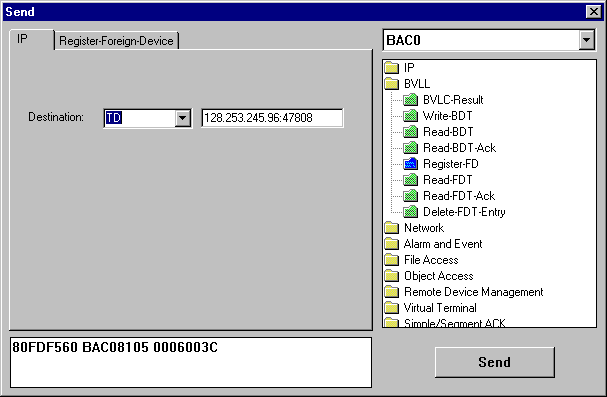 Send
IP
Register-Foreign-Device
Destination:
TD
128.253.245.96:47808
BAC0
IP
BVLL
BVLC-Result
Write-BDT
Read-BDT
Read-BDT-Ack
Register-FD
Read-FDT
Read-FDT-Ack
Delete-FDT-Entry
Network
Alarm and Event
File Access
Object Access
Remote Device Management
Virtual Terminal
Simple/Segment ACK
80FDF560 BAC08105 0006003C
Send